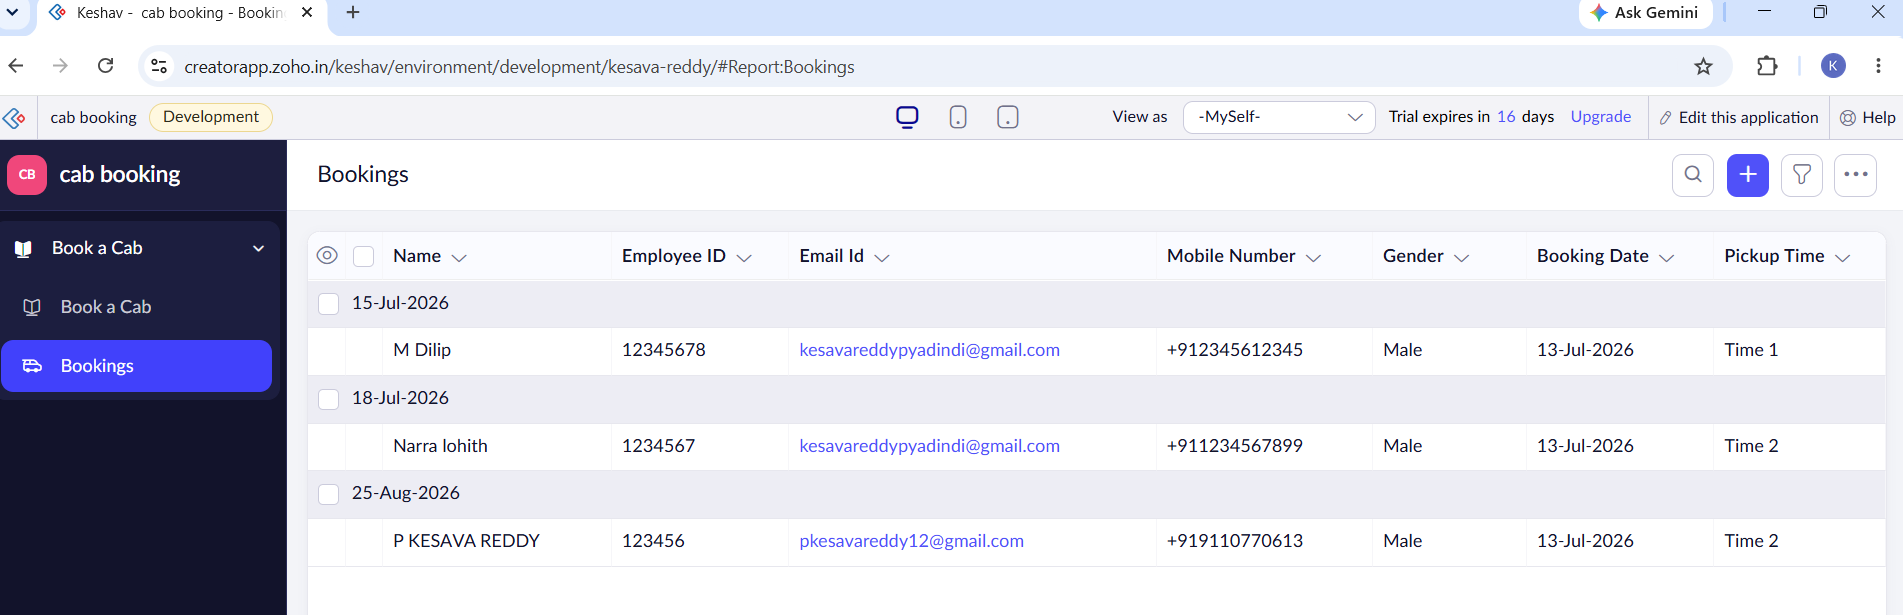 Keshav - cab booking - Bookin
Ask Gemini
creatorapp.zoho.in/keshav/environment/development/kesava-reddy/#Report:Bookings
K
cab booking Development View as -MySelf- Trial expires in 16 days Upgrade Edit this application Help
CB cab booking
Bookings
Book a Cab
Book a Cab
Bookings
Name Employee ID Email Id Mobile Number Gender Booking Date Pickup Time
15-Jul-2026
M Dilip 12345678 kesavareddypyadindi@gmail.com +912345612345 Male 13-Jul-2026 Time 1
18-Jul-2026
Narra lohith 1234567 kesavareddypyadindi@gmail.com +911234567899 Male 13-Jul-2026 Time 2
25-Aug-2026
P KESAVA REDDY 123456 pkesavareddy12@gmail.com +919110770613 Male 13-Jul-2026 Time 2